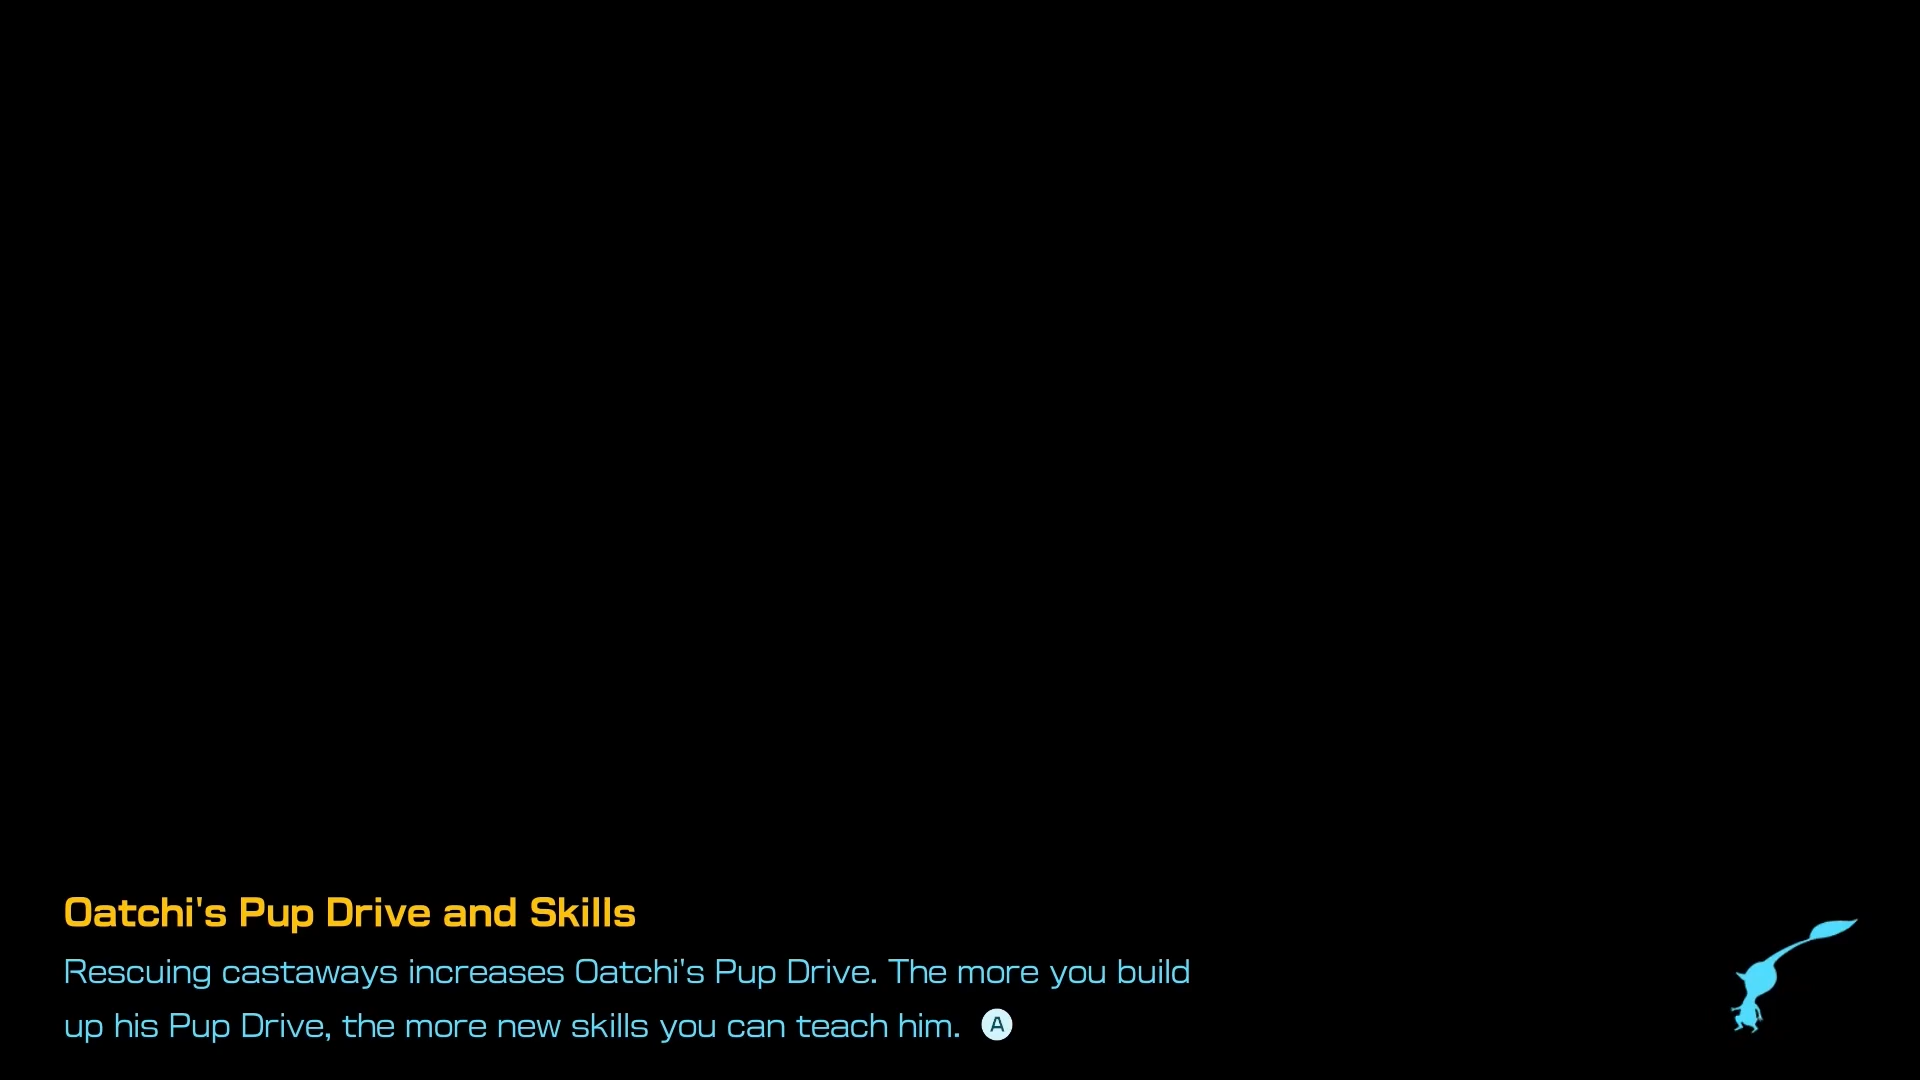 Oatchi's Pup Drive and Skills
Rescuing castaways increases Oatchi's Pup Drive. The more you build
up his Pup Drive, the more new skills you can teach him. A